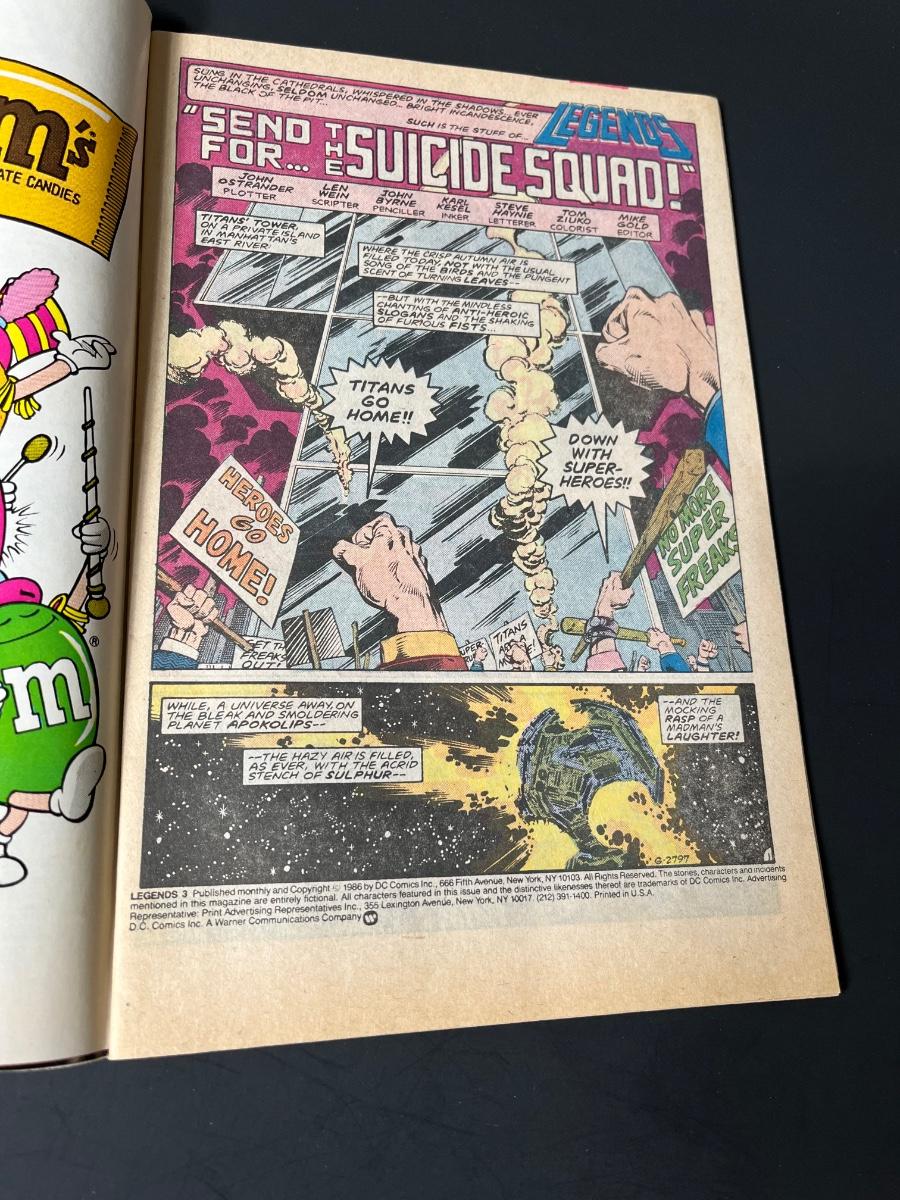 m's
ATE CANDIES
m
®
SUNG IN THE CATHEDRALS, WHISPERED IN THE SHADOWS... EVER
UNCHANGING, SELDOM UNCHANGED-- BRIGHT INCANDESCENCE,
THE BLACK OF THE PIT...
SUCH IS THE STUFF OF...
LEGENDS
"SEND
FOR...
THE
SUICIDE SQUAD!"
JOHN
OSTRANDER
PLOTTER
LEN
WEIN
SCRIPTER
JOHN
BYRNE
PENCILLER
KARL
KESEL
INKER
STEVE
HAYNIE
LETTERER
TOM
ZIUKO
COLORIST
MIKE
GOLD
EDITOR
TITANS' TOWER,
ON A PRIVATE ISLAND
IN MANHATTAN'S
EAST RIVER:
WHERE THE CRISP AUTUMN AIR IS
FILLED TODAY, NOT WITH THE USUAL
SONG OF THE BIRDS AND THE PUNGENT
SCENT OF TURNING LEAVES--
--BUT WITH THE MINDLESS
CHANTING OF ANTI-HEROIC
SLOGANS AND THE SHAKING
OF FURIOUS FISTS...
TITANS
GO
HOME!!
DOWN
WITH
SUPER-
HEROES!!
HEROES
GO
HOME!
NO MORE
SUPER
FREAKS
GET TH
FREAKS
OUT!!
TITANS
WHILE, A UNIVERSE AWAY, ON
THE BLEAK AND SMOLDERING
PLANET APOKOLIPS--
--THE HAZY AIR IS FILLED,
AS EVER, WITH THE ACRID
STENCH OF SULPHUR--
--AND THE
MOCKING
RASP OF A
MADMAN'S
LAUGHTER!
G-2797
1
LEGENDS 3 Published monthly and Copyright © 1986 by DC Comics Inc., 666 Fifth Avenue, New York, NY 10103. All Rights Reserved. The stories, characters and incidents
mentioned in this magazine are entirely fictional. All characters featured in this issue and the distinctive likenesses thereof are trademarks of DC Comics Inc. Advertising
Representative: Print Advertising Representatives Inc., 355 Lexington Avenue, New York, NY 10017. (212) 391-1400. Printed in U.S.A.
D.C. Comics Inc. A Warner Communications Company